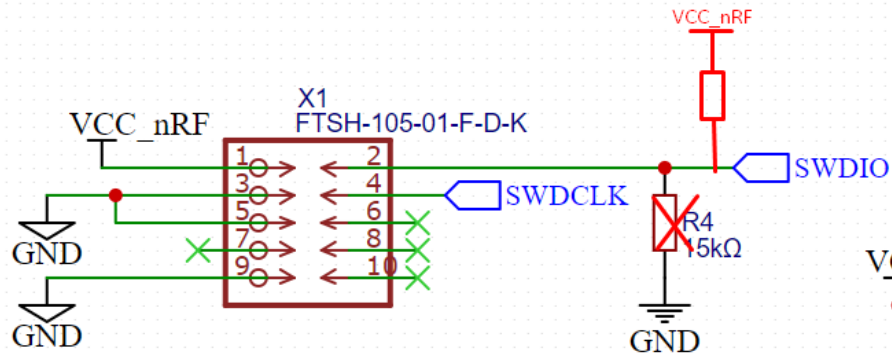 VCC_nRF
X1
FTSH-105-01-F-D-K
VCC_nRF
1 2
3 4 SWDCLK
5 6
7 8
9 10
SWDIO
R4
15kΩ
GND
GND
GND